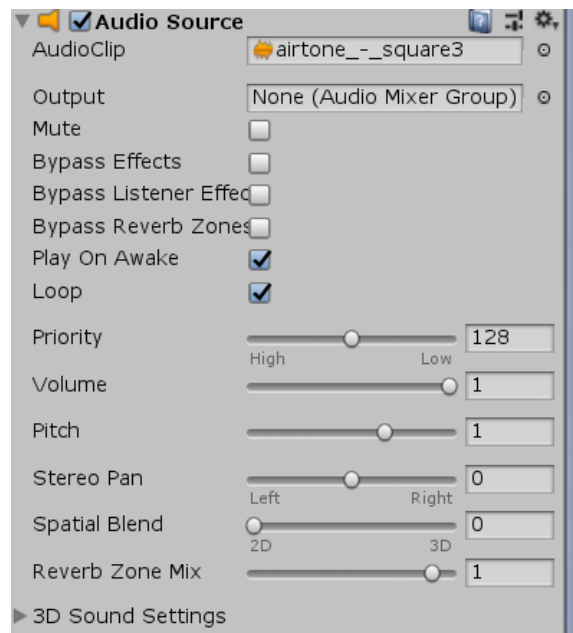 Audio Source
AudioClip airtone_-_square3
Output None (Audio Mixer Group)
Mute
Bypass Effects
Bypass Listener Effec
Bypass Reverb Zones
Play On Awake
Loop
Priority 128
High Low
Volume 1
Pitch 1
Stereo Pan 0
Left Right
Spatial Blend 0
2D 3D
Reverb Zone Mix 1
3D Sound Settings